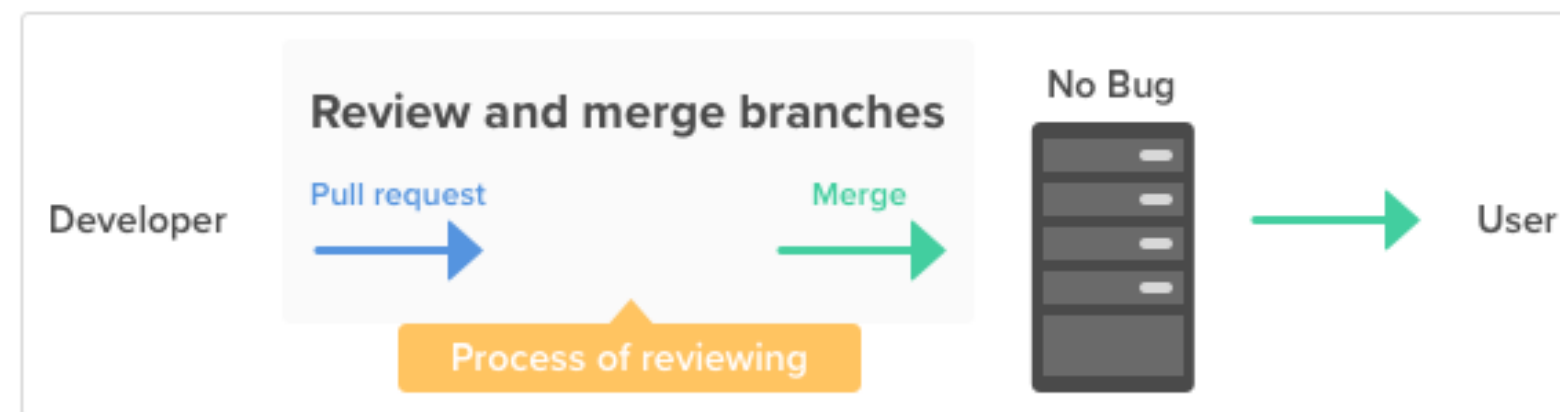 Review and merge branches
No Bug
Pull request
Merge
Developer
User
Process of reviewing